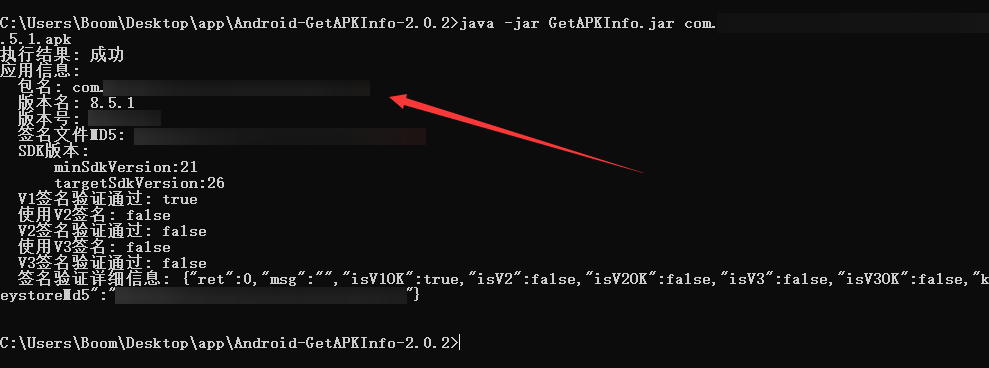 C:\Users\Boom\Desktop\app\Android-GetAPKInfo-2.0.2>java -jar GetAPKInfo.jar com.
.5.1.apk
执行结果: 成功
应用信息:
包名: com.
版本名: 8.5.1
版本号:
签名文件MD5:
SDK版本:
minSdkVersion:21
targetSdkVersion:26
V1签名验证通过: true
使用V2签名: false
V2签名验证通过: false
使用V3签名: false
V3签名验证通过: false
签名验证详细信息: {"ret":0,"msg":"","isV1OK":true,"isV2":false,"isV2OK":false,"isV3":false,"isV3OK":false,"k
eystoreMd5":" "}
C:\Users\Boom\Desktop\app\Android-GetAPKInfo-2.0.2>